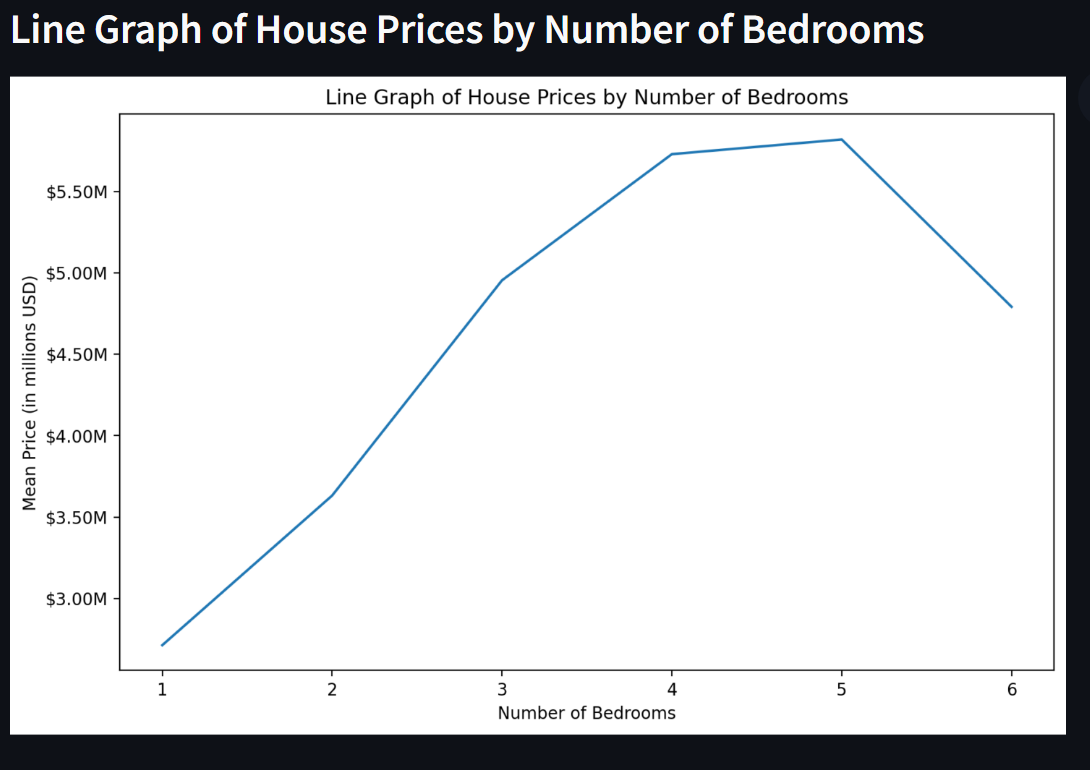 Line Graph of House Prices by Number of Bedrooms
Line Graph of House Prices by Number of Bedrooms
Mean Price (in millions USD)
$5.50M
$5.00M
$4.50M
$4.00M
$3.50M
$3.00M
1 2 3 4 5 6
Number of Bedrooms